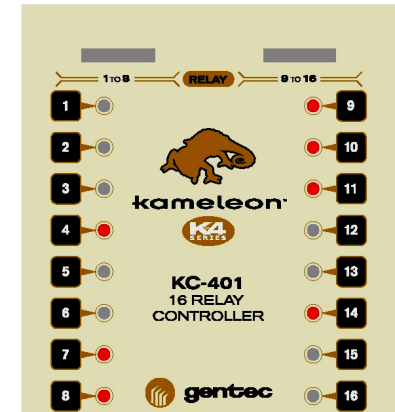 1 TO 8 RELAY 9 TO 16
1 9
2 10
3 11
4 12
5 13
6 14
7 15
8 16
kameleon
K4
SERIES
KC-401
16 RELAY
CONTROLLER
gentec